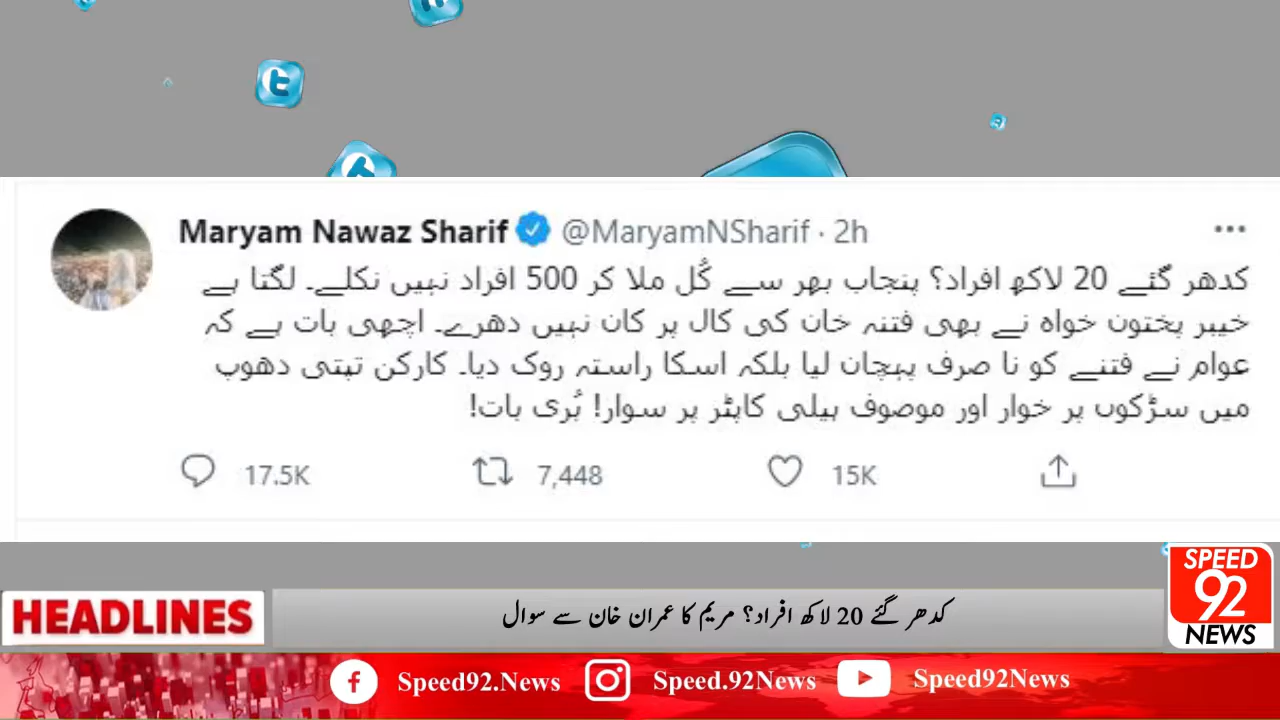 Maryam Nawaz Sharif @MaryamNSharif · 2h
کدھر گئے 20 لاکھ افراد؟ پنجاب بھر سے کُل ملا کر 500 افراد نہیں نکلے۔ لگتا ہے
خیبر پختون خواہ نے بھی فتنہ خان کی کال پر کان نہیں دھرے۔ اچھی بات ہے کہ
عوام نے فتنے کو نا صرف پہچان لیا بلکہ اسکا راستہ روک دیا۔ کارکن تپتی دھوپ
میں سڑکوں پر خوار اور موصوف ہیلی کاپٹر پر سوار! بُری بات!
17.5K 7,448 15K
SPEED
92
NEWS
HEADLINES
کدھر گئے 20 لاکھ افراد؟ مریم کا عمران خان سے سوال
Speed92.News Speed.92News Speed92News